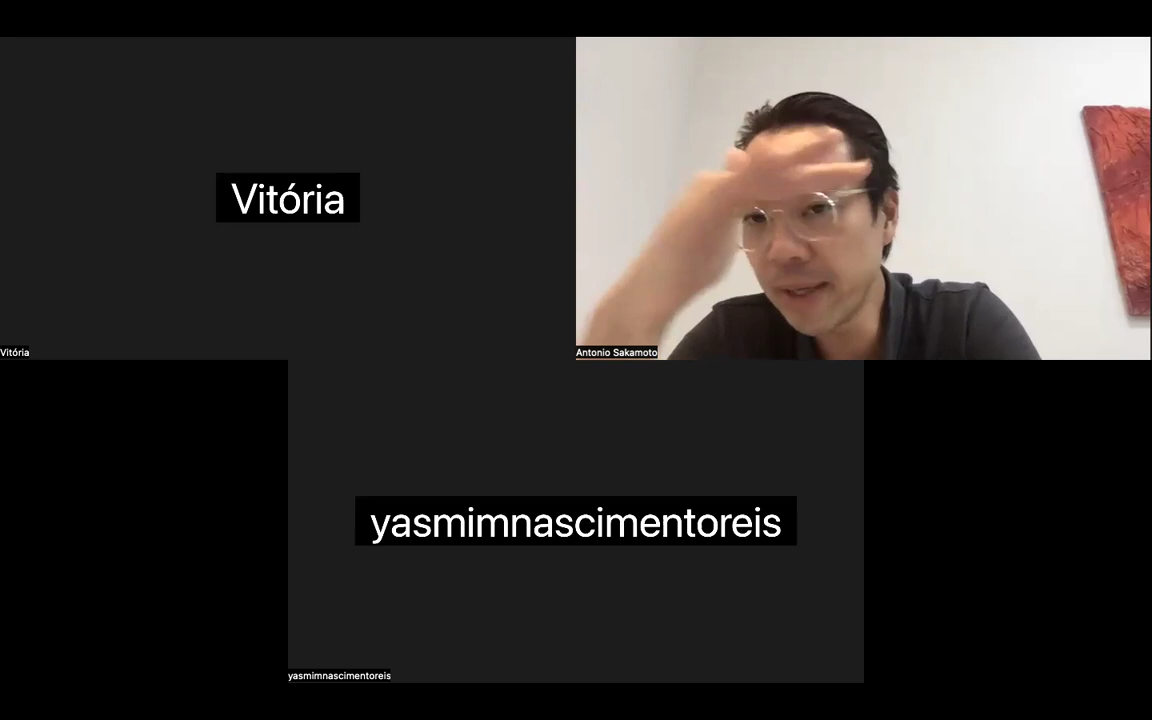 Vitória
Vitória
Antonio Sakamoto
yasmimnascimentoreis
yasmimnascimentoreis